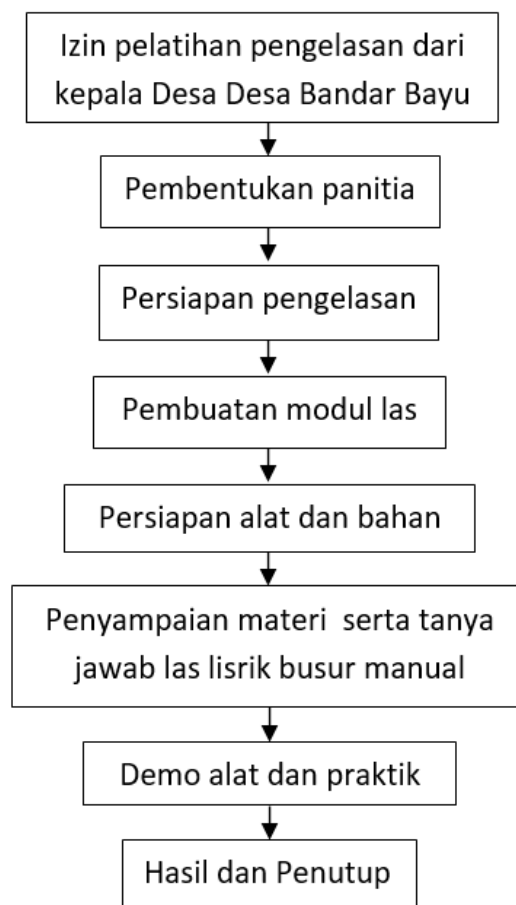 Izin pelatihan pengelasan dari
kepala Desa Desa Bandar Bayu
Pembentukan panitia
Persiapan pengelasan
Pembuatan modul las
Persiapan alat dan bahan
Penyampaian materi serta tanya
jawab las lisrik busur manual
Demo alat dan praktik
Hasil dan Penutup